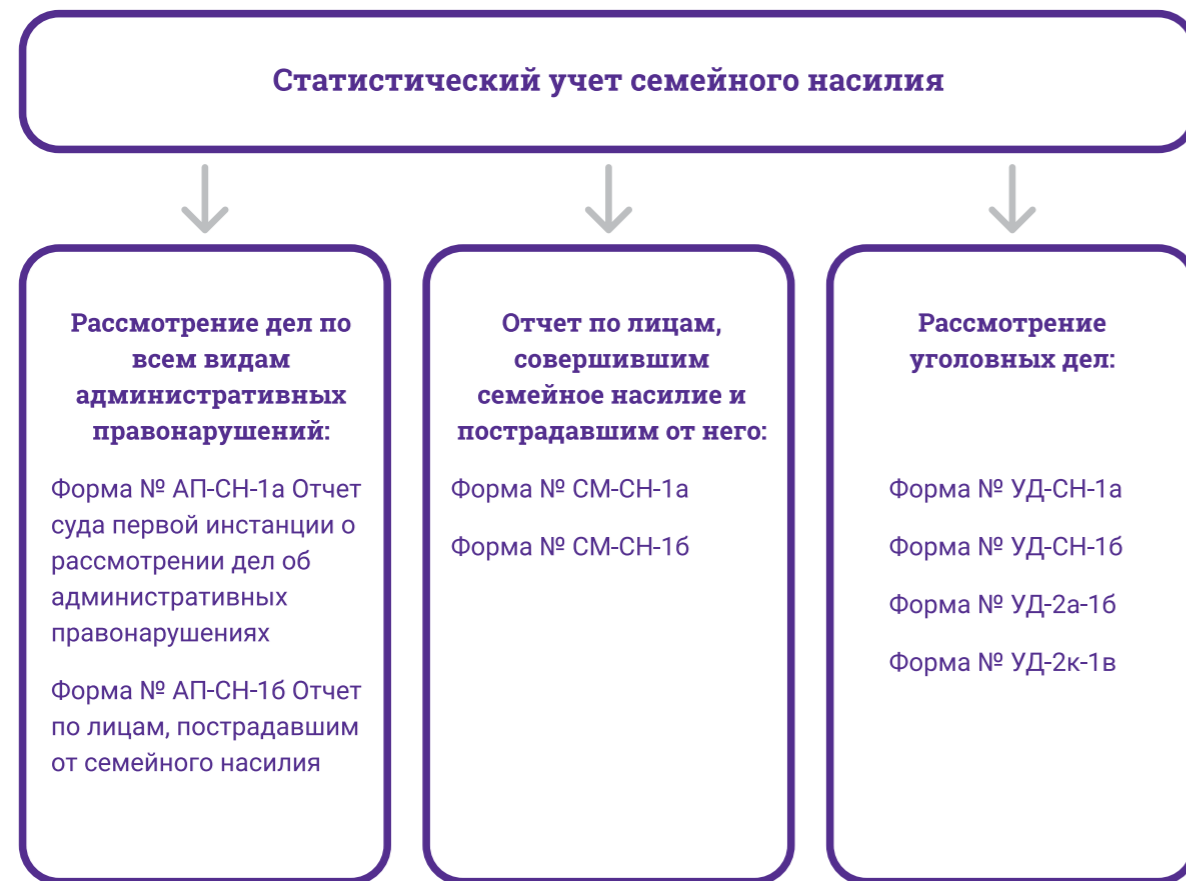 Статистический учет семейного насилия
Рассмотрение дел по
всем видам
административных
правонарушений:
Форма № АП-СН-1а Отчет
суда первой инстанции о
рассмотрении дел об
административных
правонарушениях
Форма № АП-СН-1б Отчет
по лицам, пострадавшим
от семейного насилия
Отчет по лицам,
совершившим
семейное насилие и
пострадавшим от него:
Форма № СМ-СН-1а
Форма № СМ-СН-1б
Рассмотрение
уголовных дел:
Форма № УД-СН-1а
Форма № УД-СН-1б
Форма № УД-2а-1б
Форма № УД-2к-1в